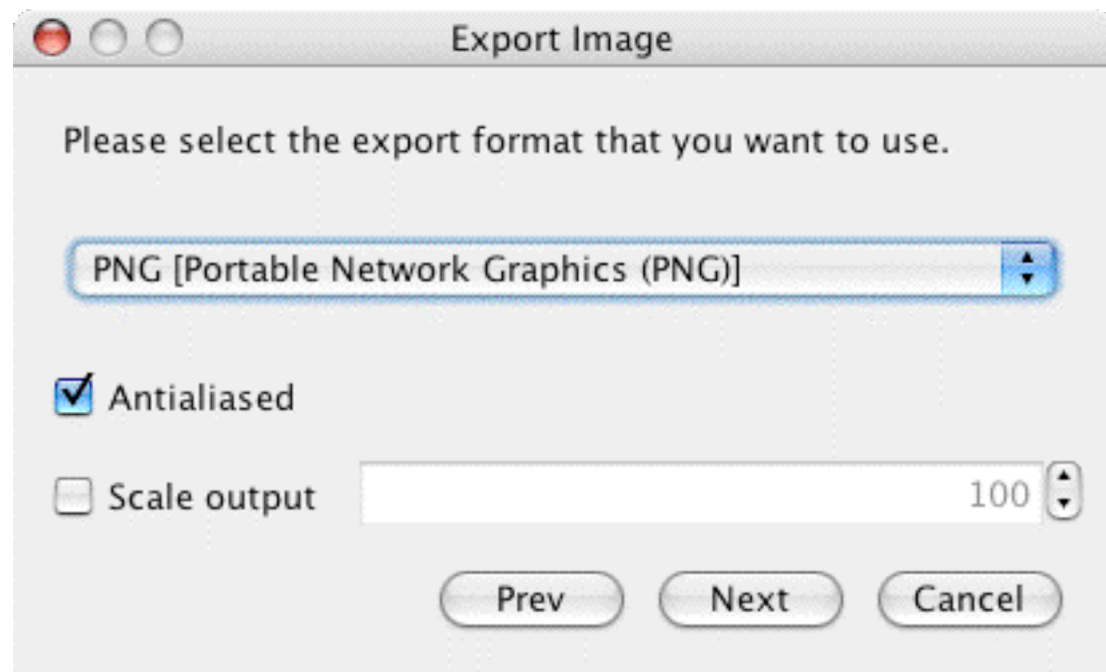 Export Image
Please select the export format that you want to use.
PNG [Portable Network Graphics (PNG)]
Antialiased
Scale output 100
Prev Next Cancel